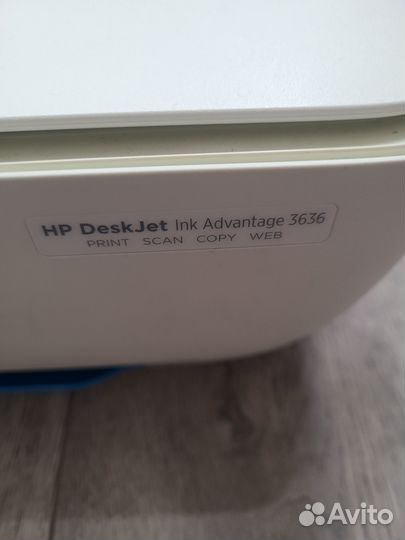 HP DeskJet Ink Advantage 3636
PRINT SCAN COPY WEB
Avito